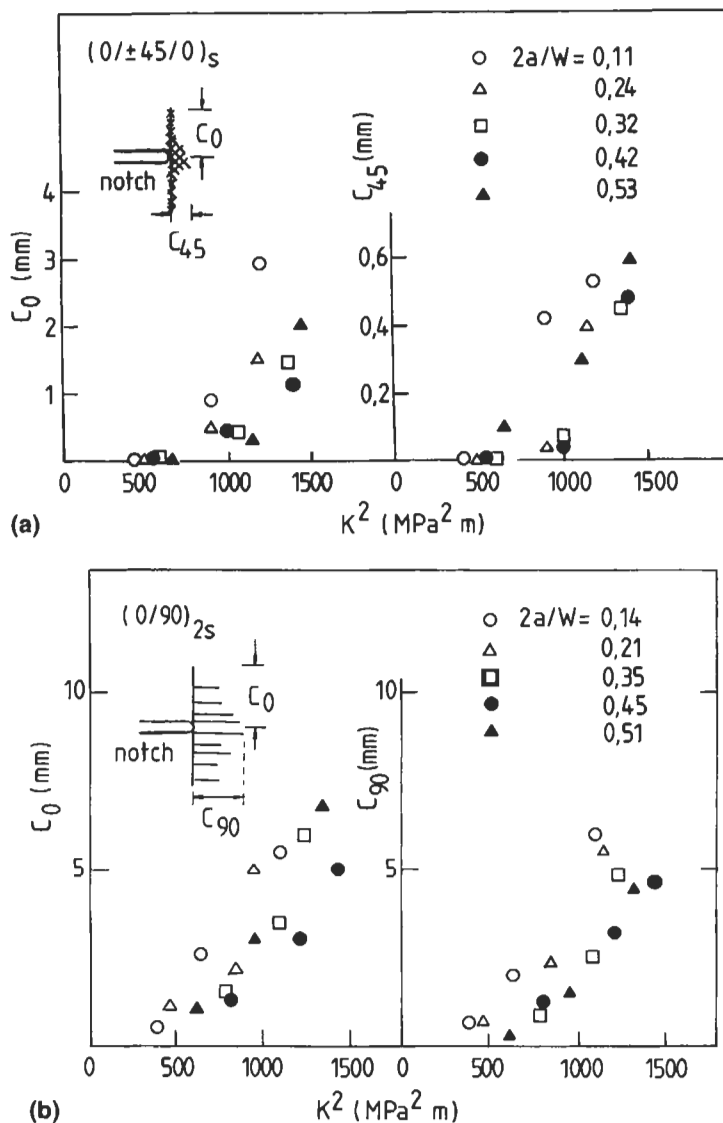 (0/±45/0)s
C0
notch
C45
C0 (mm)
4
3
2
1
0
500
1000
1500
2a/W= 0,11
0,24
0,32
0,42
0,53
C45 (mm)
0,6
0,4
0,2
0
500
1000
1500
K² (MPa² m)
(a)
(0/90)2s
C0
notch
C90
C0 (mm)
10
5
0
500
1000
1500
2a/W= 0,14
0,21
0,35
0,45
0,51
C90 (mm)
10
5
0
500
1000
1500
K² (MPa² m)
(b)